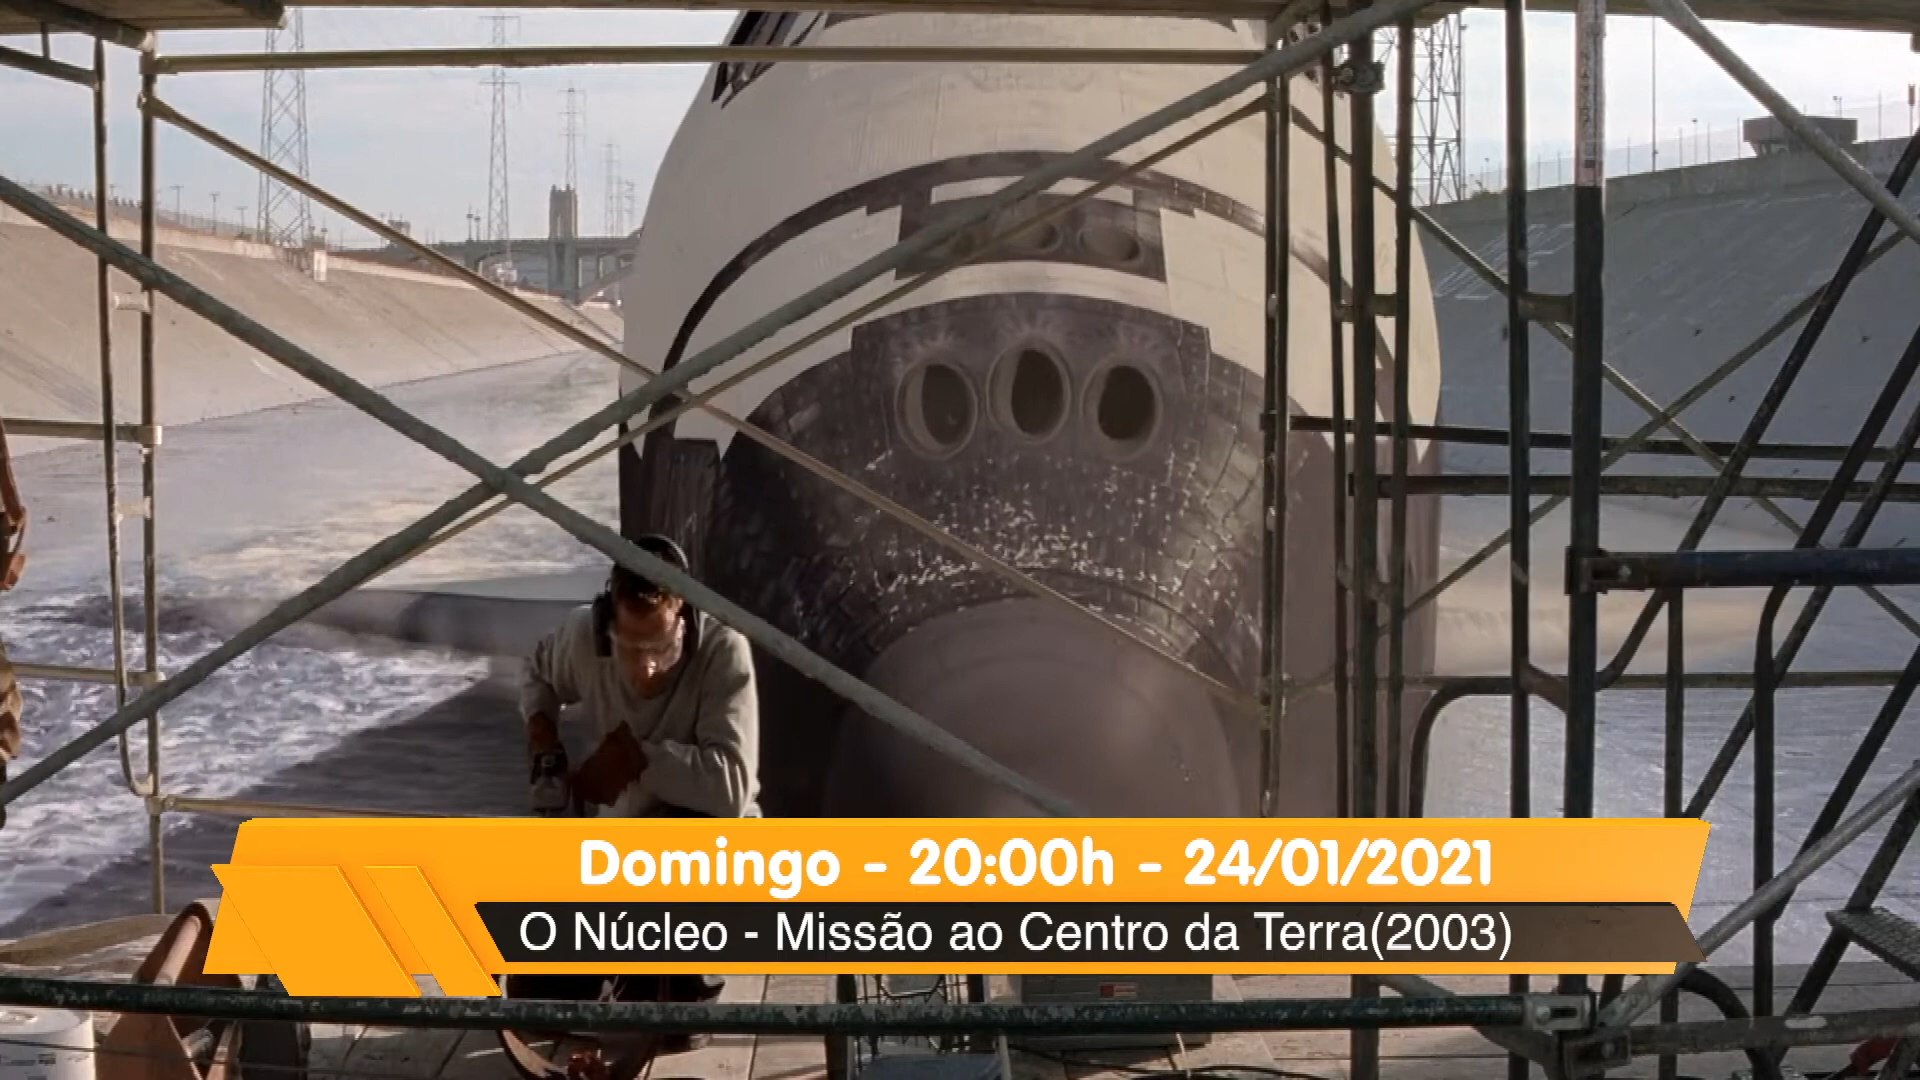 Domingo - 20:00h - 24/01/2021
O Núcleo - Missão ao Centro da Terra(2003)